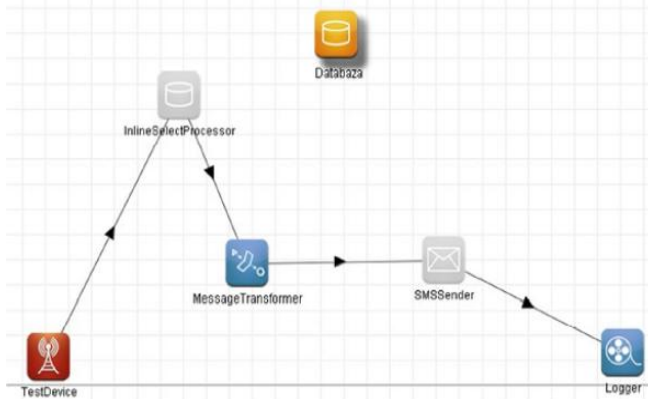 Databaza
InlineSelectProcessor
MessageTransformer
SMSSender
TestDevice
Logger